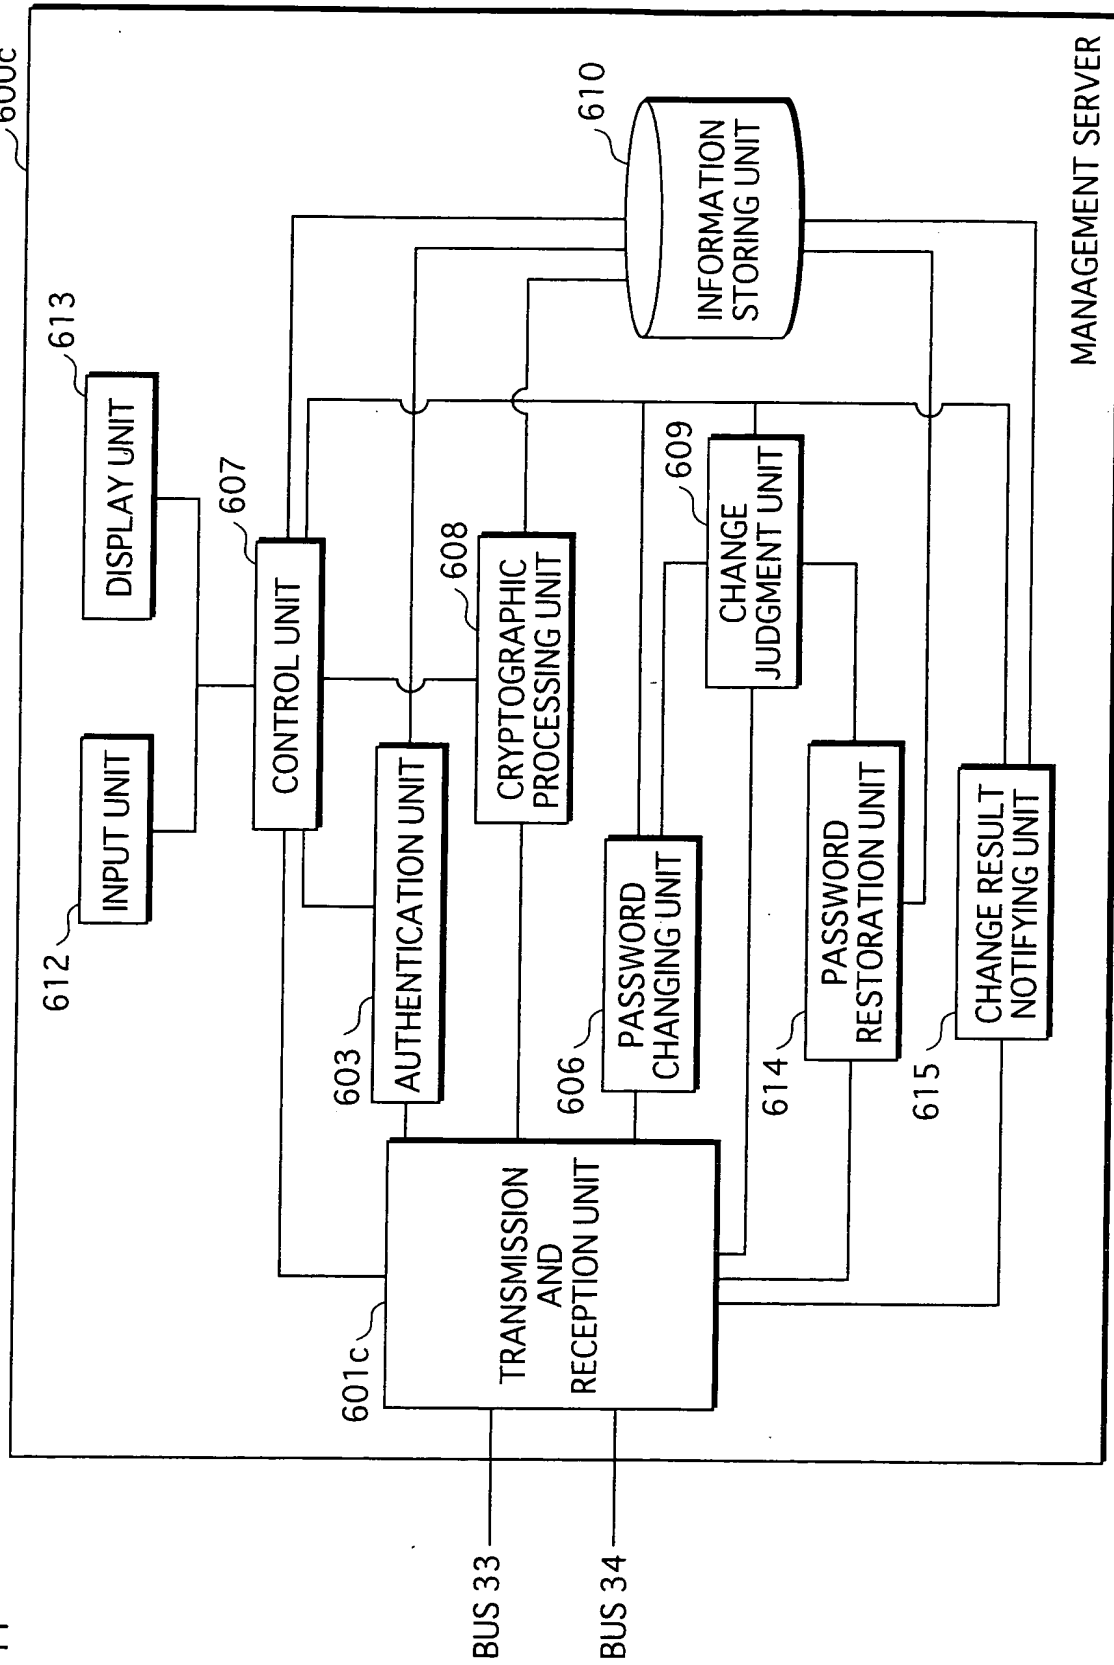 600c
612
INPUT UNIT
613
DISPLAY UNIT
607
CONTROL UNIT
603
AUTHENTICATION UNIT
608
CRYPTOGRAPHIC
PROCESSING UNIT
610
INFORMATION
STORING UNIT
601c
TRANSMISSION
AND
RECEPTION UNIT
BUS 33
BUS 34
606
PASSWORD
CHANGING UNIT
609
CHANGE
JUDGMENT UNIT
614
PASSWORD
RESTORATION UNIT
615
CHANGE RESULT
NOTIFYING UNIT
MANAGEMENT SERVER